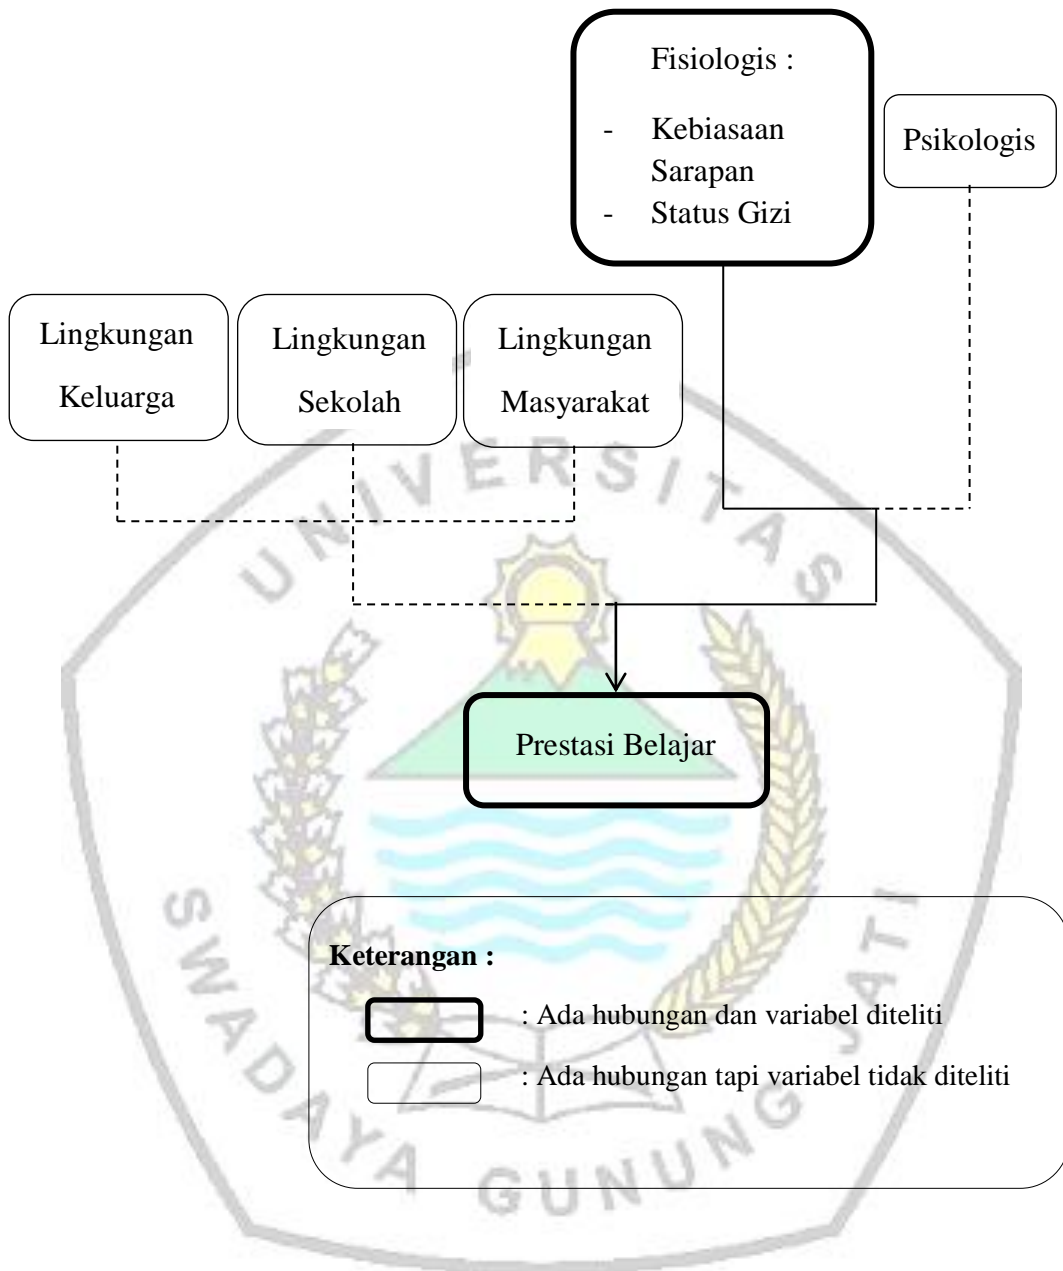 Fisiologis :
- Kebiasaan
Sarapan
- Status Gizi
Psikologis
Lingkungan
Keluarga
Lingkungan
Sekolah
Lingkungan
Masyarakat
UNIVERSITAS
Prestasi Belajar
Keterangan :
: Ada hubungan dan variabel diteliti
: Ada hubungan tapi variabel tidak diteliti
SWADAYA GUNUNG JATI